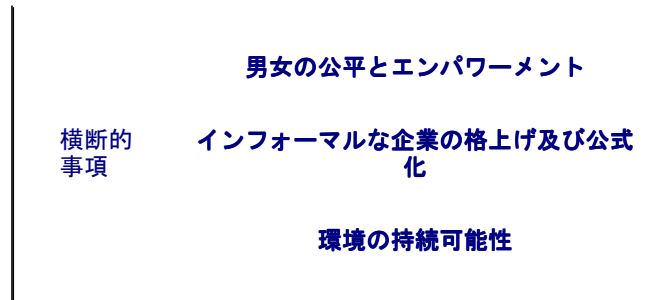 男女の公平とエンパワーメント
横断的
事項
インフォーマルな企業の格上げ及び公式
化
環境の持続可能性